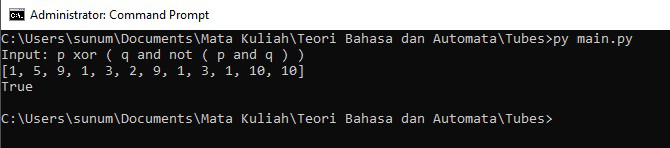 Administrator: Command Prompt
C:\Users\sunum\Documents\Mata Kuliah\Teori Bahasa dan Automata\Tubes>py main.py
Input: p xor ( q and not ( p and q ) )
[1, 5, 9, 1, 3, 2, 9, 1, 3, 1, 10, 10]
True
C:\Users\sunum\Documents\Mata Kuliah\Teori Bahasa dan Automata\Tubes>